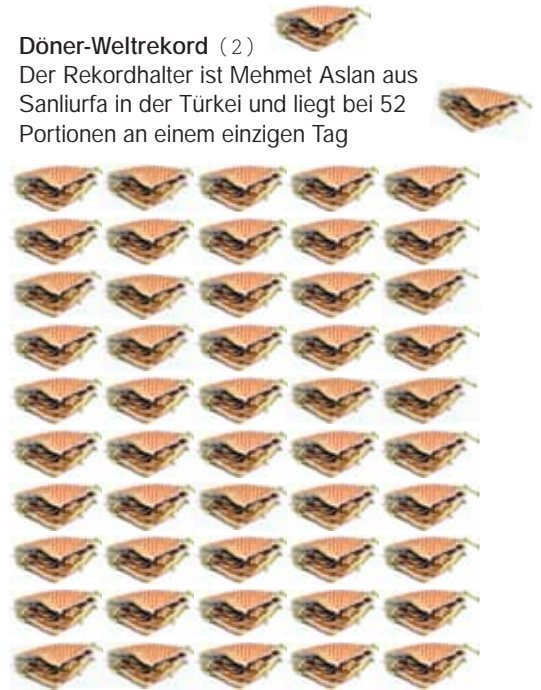 Döner-Weltrekord（2）
Der Rekordhalter ist Mehmet Aslan aus
Sanliurfa in der Türkei und liegt bei 52
Portionen an einem einzigen Tag